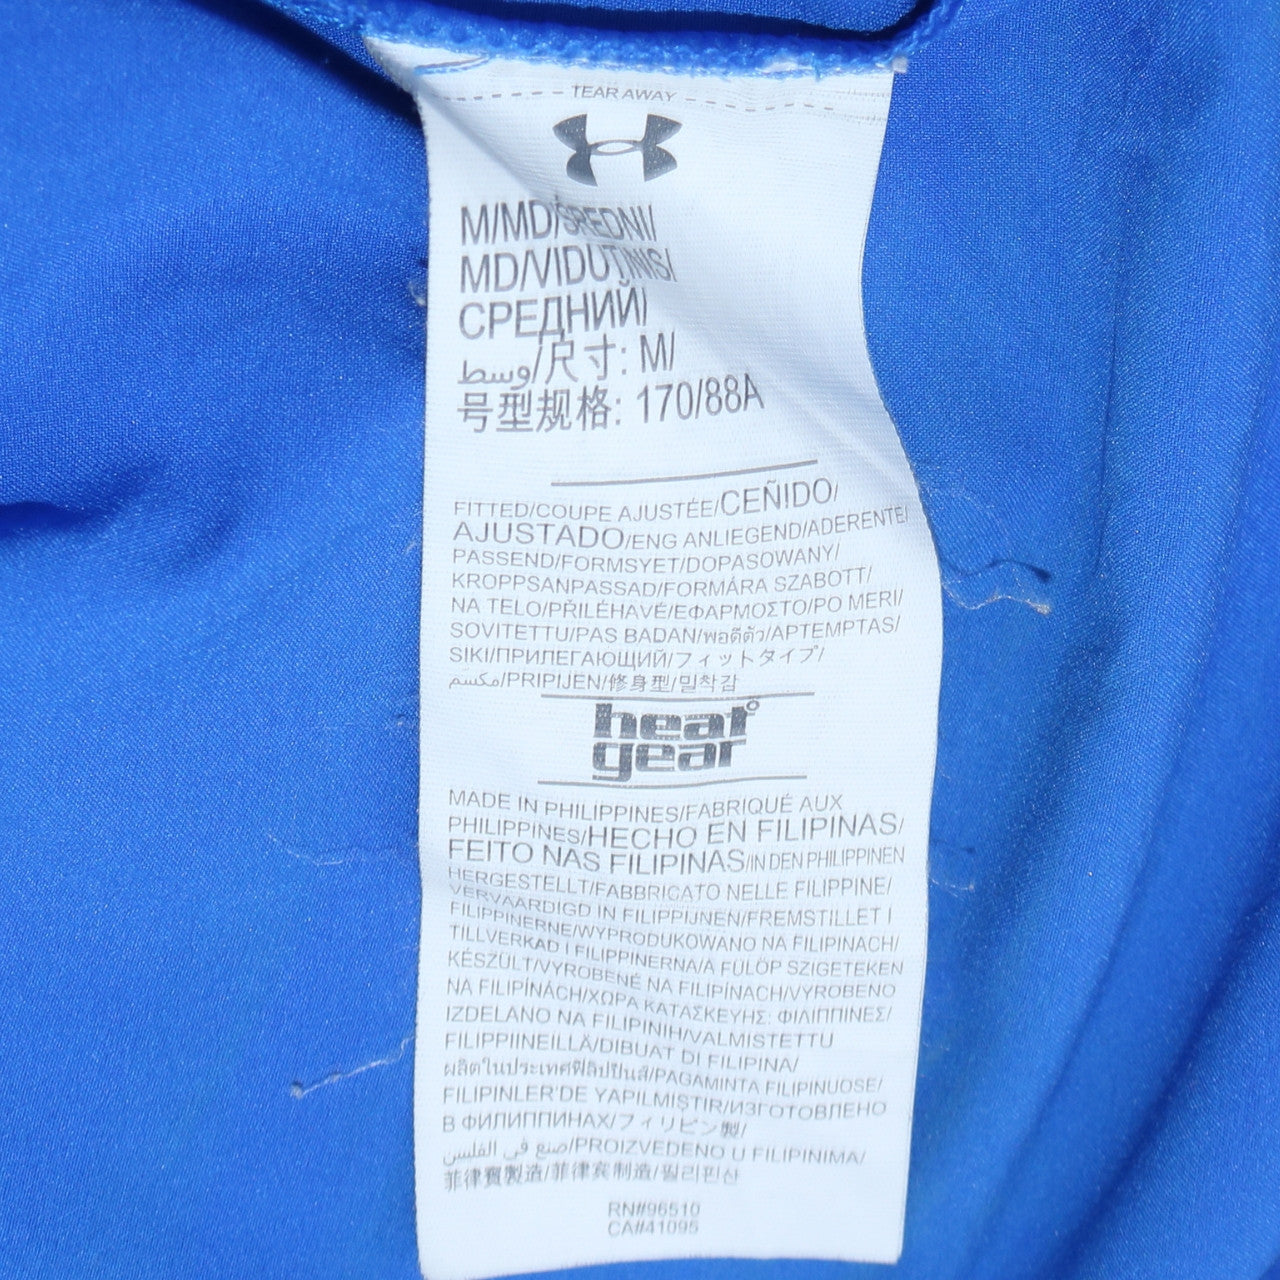 TEAR AWAY
M/MD/ŚREDNI/
MD/VIDUȚINIS/
СРЕДНИЙ/
وسط/尺寸: M/
号型规格: 170/88A
FITTED/COUPE AJUSTÉE/CEÑIDO/
AJUSTADO/ENG ANLIEGEND/ADERENTE/
PASSEND/FORMSYET/DOPASOWANY/
KROPPSANPASSAD/FORMÁRA SZABOTT/
NA TELO/PŘILÉHAVÉ/ΕΦΑΡΜΟΣΤΟ/PO MERI/
SOVITETTU/PAS BADAN/พอดีตัว/APTEMPTAS/
SIKI/ПРИЛЕГАЮЩИЙ/フィットタイプ/
مكسّم/PRIPIJEN/修身型/밀착감
heat
gear
MADE IN PHILIPPINES/FABRIQUÉ AUX
PHILIPPINES/HECHO EN FILIPINAS/
FEITO NAS FILIPINAS/IN DEN PHILIPPINEN
HERGESTELLT/FABBRICATO NELLE FILIPPINE/
VERVAARDIGD IN FILIPPIJNEN/FREMSTILLET I
FILIPPINERNE/WYPRODUKOWANO NA FILIPINACH/
TILLVERKAD I FILIPPINERNA/A FÜLÖP SZIGETEKEN
KÉSZÜLT/VYROBENÉ NA FILIPÍNACH/VYROBENO
NA FILIPÍNÁCH/ΧΩΡΑ ΚΑΤΑΣΚΕΥΗΣ: ΦΙΛΙΠΠΙΝΕΣ/
IZDELANO NA FILIPINIH/VALMISTETTU
FILIPPIINEILLÄ/DIBUAT DI FILIPINA/
ผลิตในประเทศฟิลิปปินส์/PAGAMINTA FILIPINUOSE/
FILIPINLER'DE YAPILMIŞTIR/ИЗГОТОВЛЕНО
В ФИЛИППИНАХ/フィリピン製/
صنع في الفلبين/PROIZVEDENO U FILIPINIMA/
菲律賓製造/菲律宾制造/필리핀산
RN#96510
CA#41095